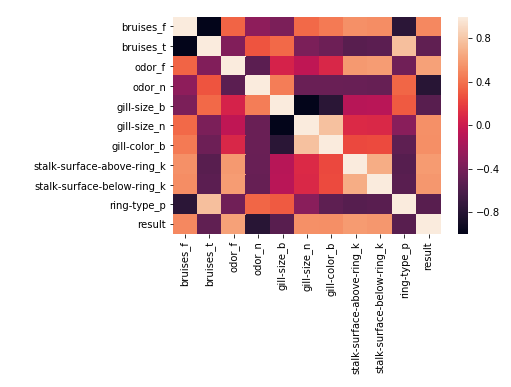 bruises_f
bruises_t
odor_f
odor_n
gill-size_b
gill-size_n
gill-color_b
stalk-surface-above-ring_k
stalk-surface-below-ring_k
ring-type_p
result
bruises_f
bruises_t
odor_f
odor_n
gill-size_b
gill-size_n
gill-color_b
stalk-surface-above-ring_k
stalk-surface-below-ring_k
ring-type_p
result
0.8
0.4
0.0
−0.4
−0.8